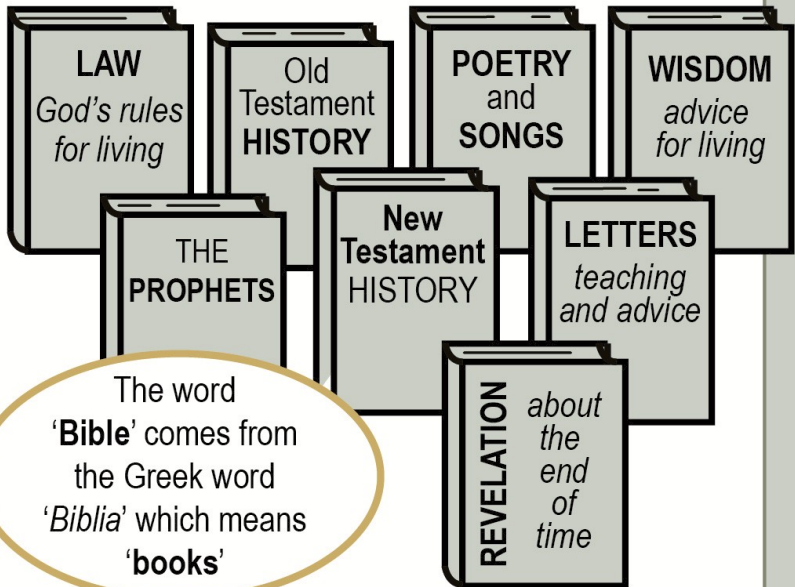 LAW
God's rules
for living
Old
Testament
HISTORY
POETRY
and
SONGS
WISDOM
advice
for living
THE
PROPHETS
New
Testament
HISTORY
LETTERS
teaching
and advice
REVELATION
about
the
end
of
time
The word
‘Bible’ comes from
the Greek word
‘Biblia’ which means
‘books’